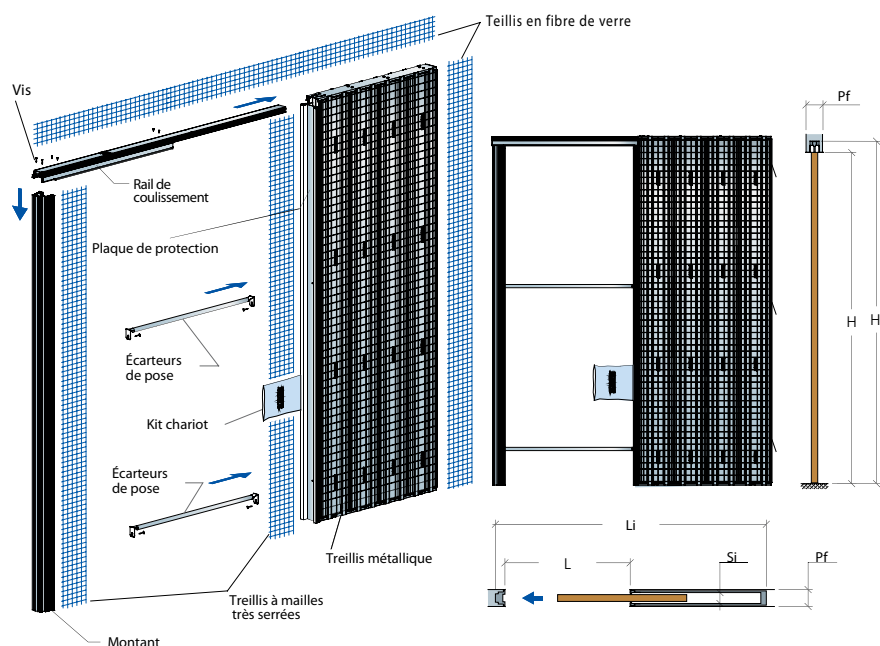 Teillis en fibre de verre
Vis
Rail de
coulissement
Plaque de protection
Écarteurs
de pose
Kit chariot
Écarteurs
de pose
Treillis métallique
Treillis à mailles
très serrées
Montant
Pf
H
H
Li
L
Si
Pf